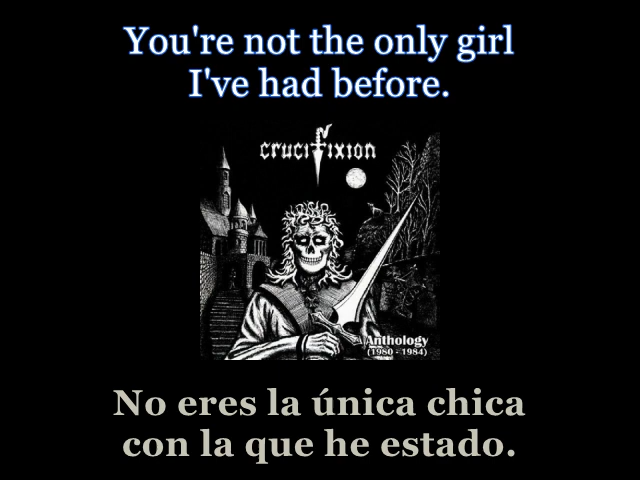 You're not the only girl
I've had before.
crucifixion
Anthology
(1980 - 1984)
No eres la única chica
con la que he estado.